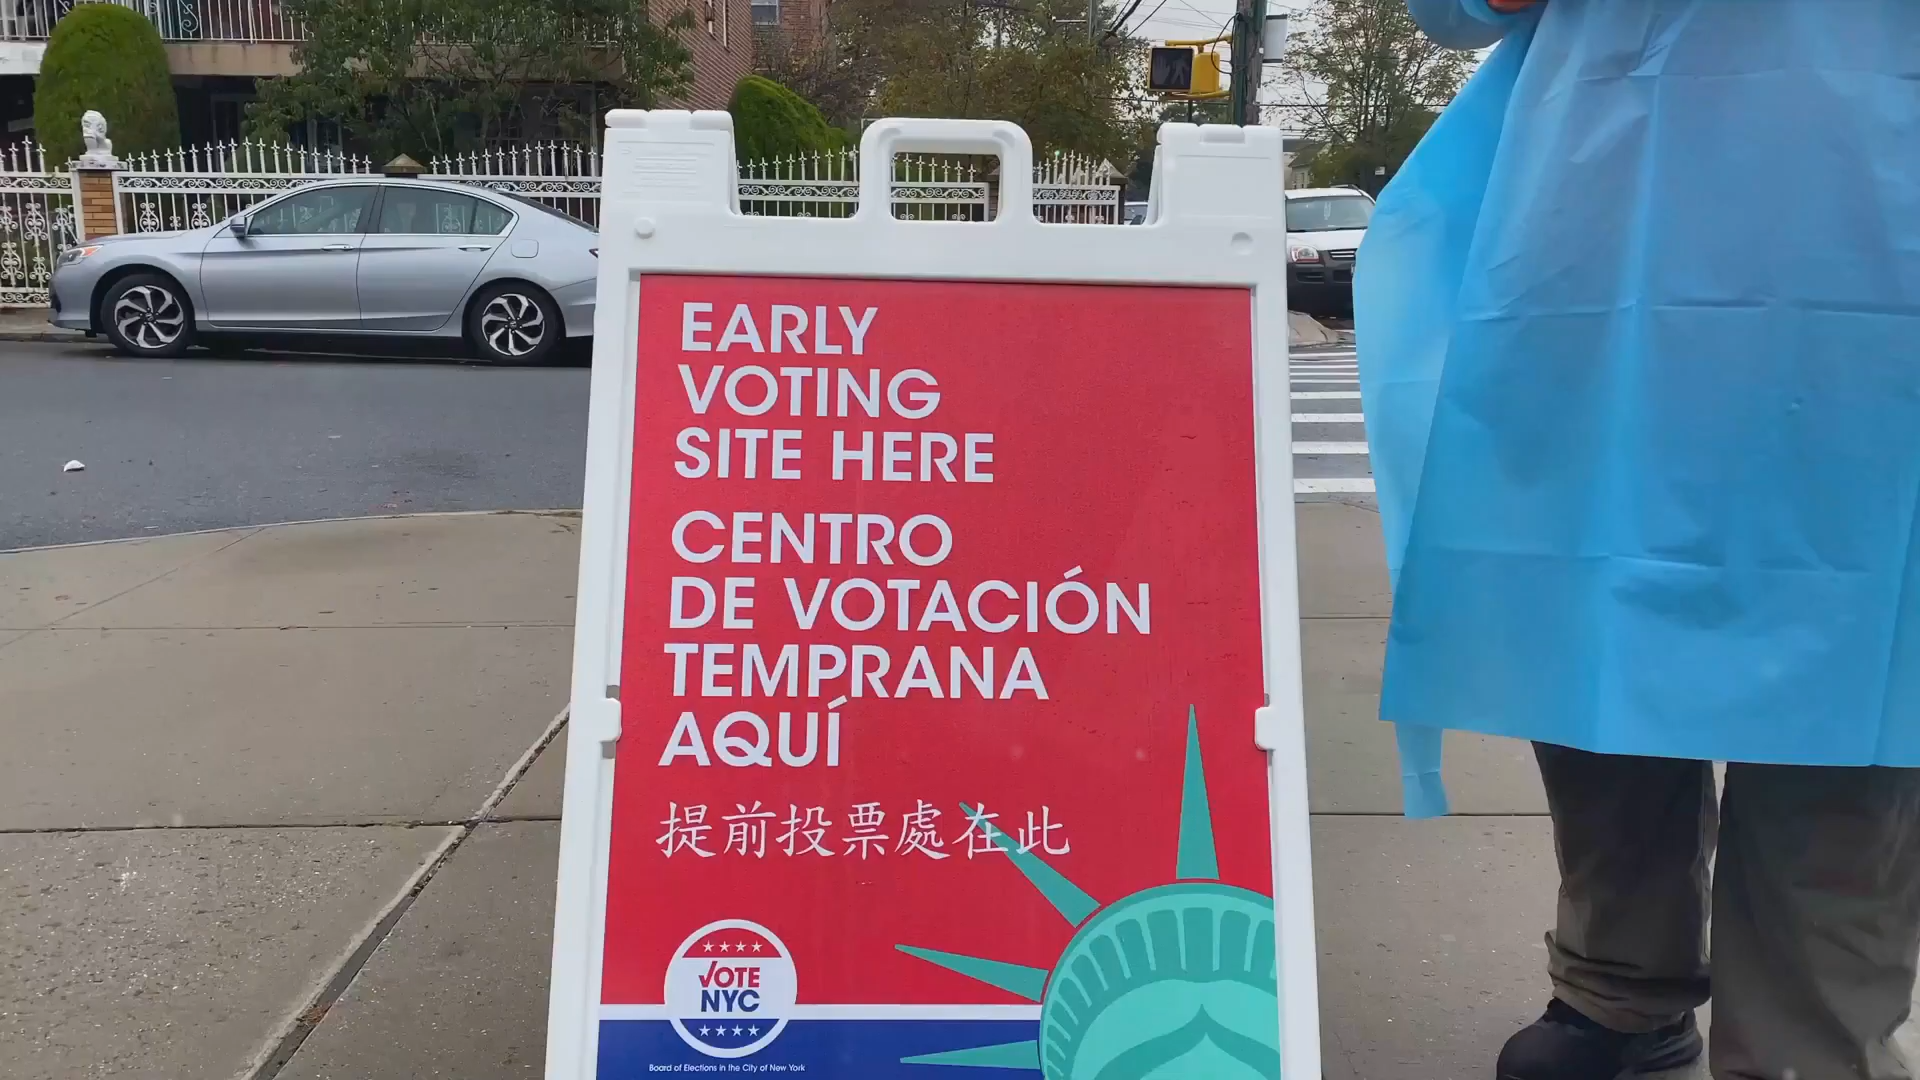 EARLY
VOTING
SITE HERE
CENTRO
DE VOTACIÓN
TEMPRANA
AQUÍ
提前投票處在此
VOTE
NYC
Board of Elections in the City of New York